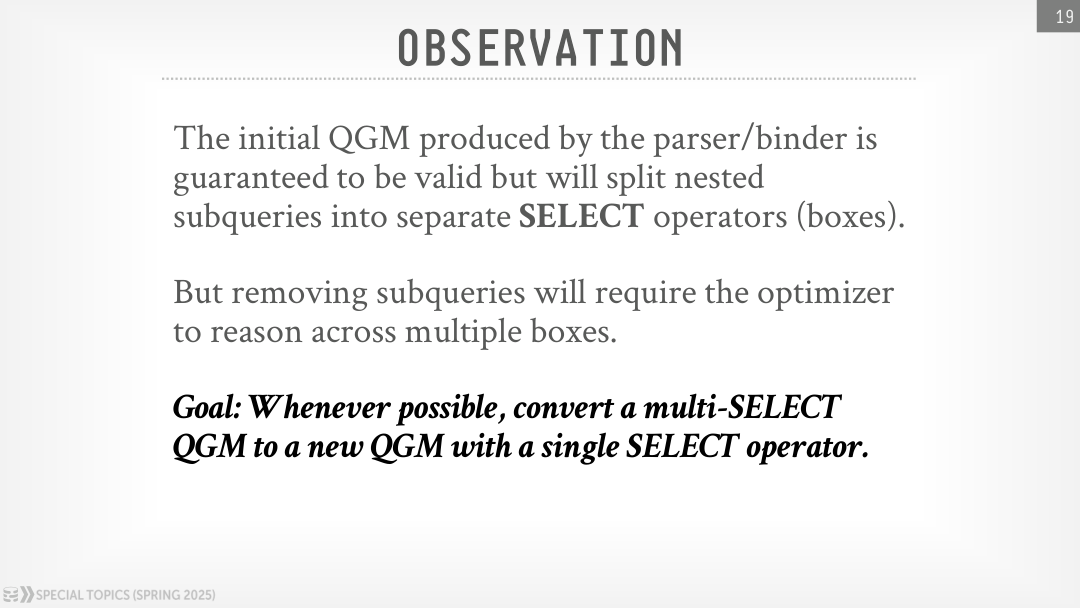 19
OBSERVATION
The initial QGM produced by the parser/binder is
guaranteed to be valid but will split nested
subqueries into separate SELECT operators (boxes).
But removing subqueries will require the optimizer
to reason across multiple boxes.
Goal: Whenever possible, convert a multi-SELECT
QGM to a new QGM with a single SELECT operator.
SPECIAL TOPICS (SPRING 2025)